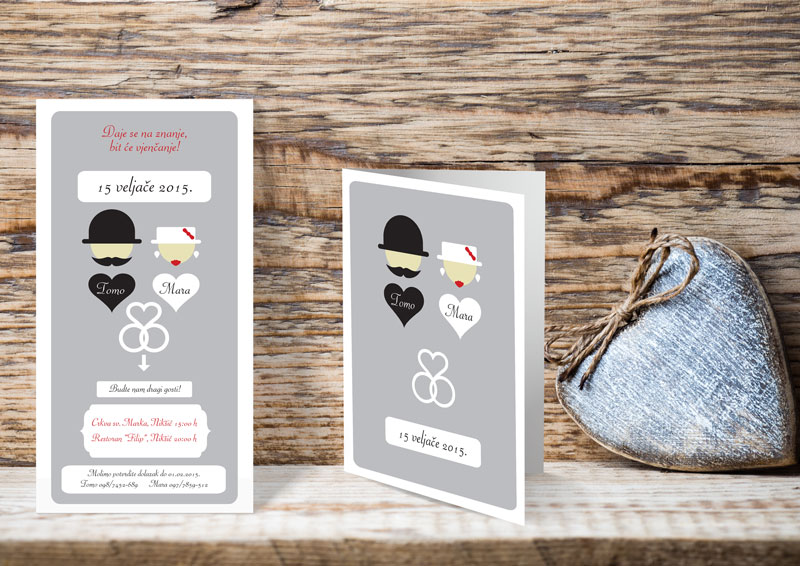 Daje se na znanje,
bit će vjenčanje!
15 veljače 2015.
Tomo
Mara
Budite nam dragi gosti!
Crkva sv. Marka, Nikšić 15:00 h
Restoran "Filip", Nikšić 20:00 h
Molimo potvrdite dolazak do 01.02.2015.
Tomo 098/7452-689 Mara 097/7859-512
Tomo
Mara
15 veljače 2015.